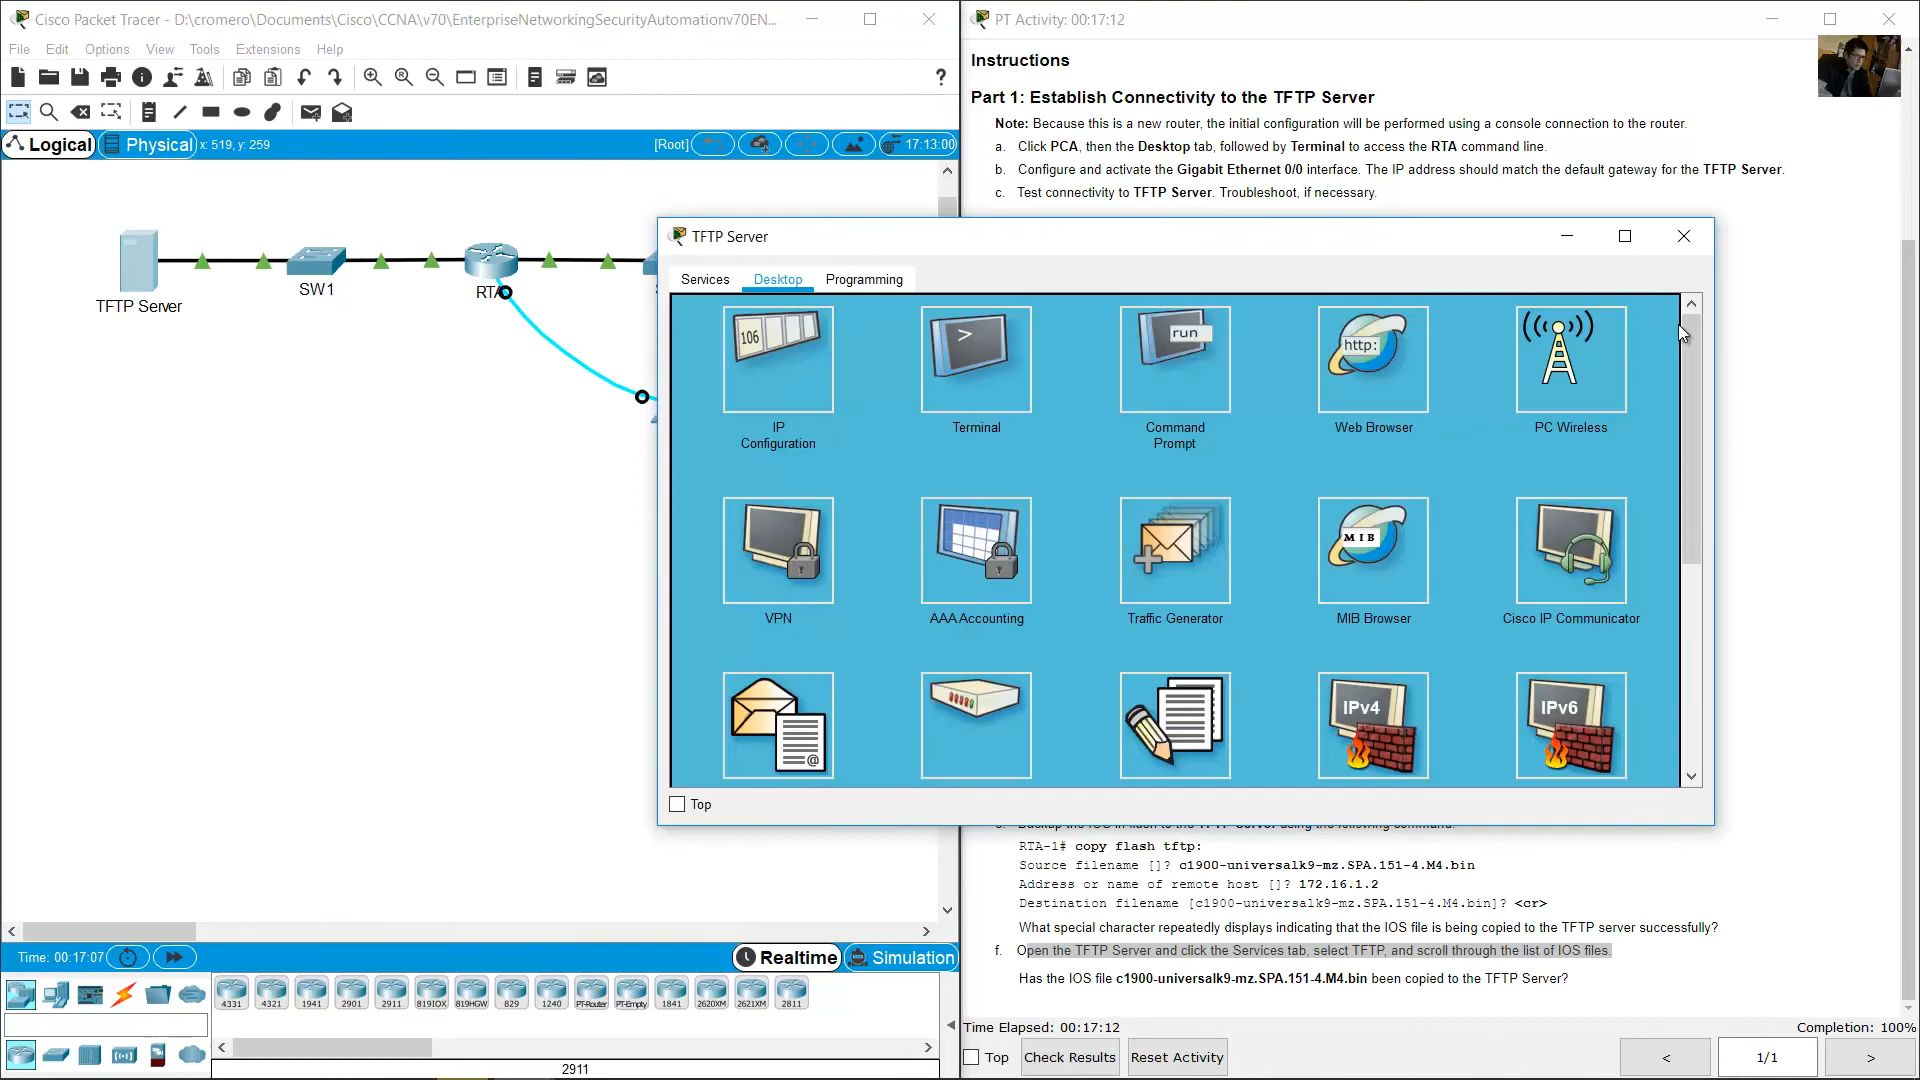 Cisco Packet Tracer - D:\cromero\Documents\Cisco\CCNA\v70\EnterpriseNetworkingSecurityAutomationv70EN...
File Edit Options View Tools Extensions Help
?
Logical Physical x: 519, y: 259 [Root] 17:13:00
TFTP Server
SW1
RTA
Time: 00:17:07 Realtime Simulation
4331 4321 1941 2901 2911 819IOX 819HGW 829 1240 PT-Router PT-Empty 1841 2620XM 2621XM 2811
2911
PT Activity: 00:17:12
Instructions
Part 1: Establish Connectivity to the TFTP Server
Note: Because this is a new router, the initial configuration will be performed using a console connection to the router.
a. Click PCA, then the Desktop tab, followed by Terminal to access the RTA command line.
b. Configure and activate the Gigabit Ethernet 0/0 interface. The IP address should match the default gateway for the TFTP Server.
c. Test connectivity to TFTP Server. Troubleshoot, if necessary.
TFTP Server
Services Desktop Programming
106
>
run
http:
IP
Configuration
Terminal
Command
Prompt
Web Browser
PC Wireless
MIB
VPN
AAA Accounting
Traffic Generator
MIB Browser
Cisco IP Communicator
@
IPv4
IPv6
Top
RTA-1# copy flash tftp:
Source filename []? c1900-universalk9-mz.SPA.151-4.M4.bin
Address or name of remote host []? 172.16.1.2
Destination filename [c1900-universalk9-mz.SPA.151-4.M4.bin]? <cr>
What special character repeatedly displays indicating that the IOS file is being copied to the TFTP server successfully?
f. Open the TFTP Server and click the Services tab, select TFTP, and scroll through the list of IOS files.
Has the IOS file c1900-universalk9-mz.SPA.151-4.M4.bin been copied to the TFTP Server?
Time Elapsed: 00:17:12 Completion: 100%
Top Check Results Reset Activity < 1/1 >